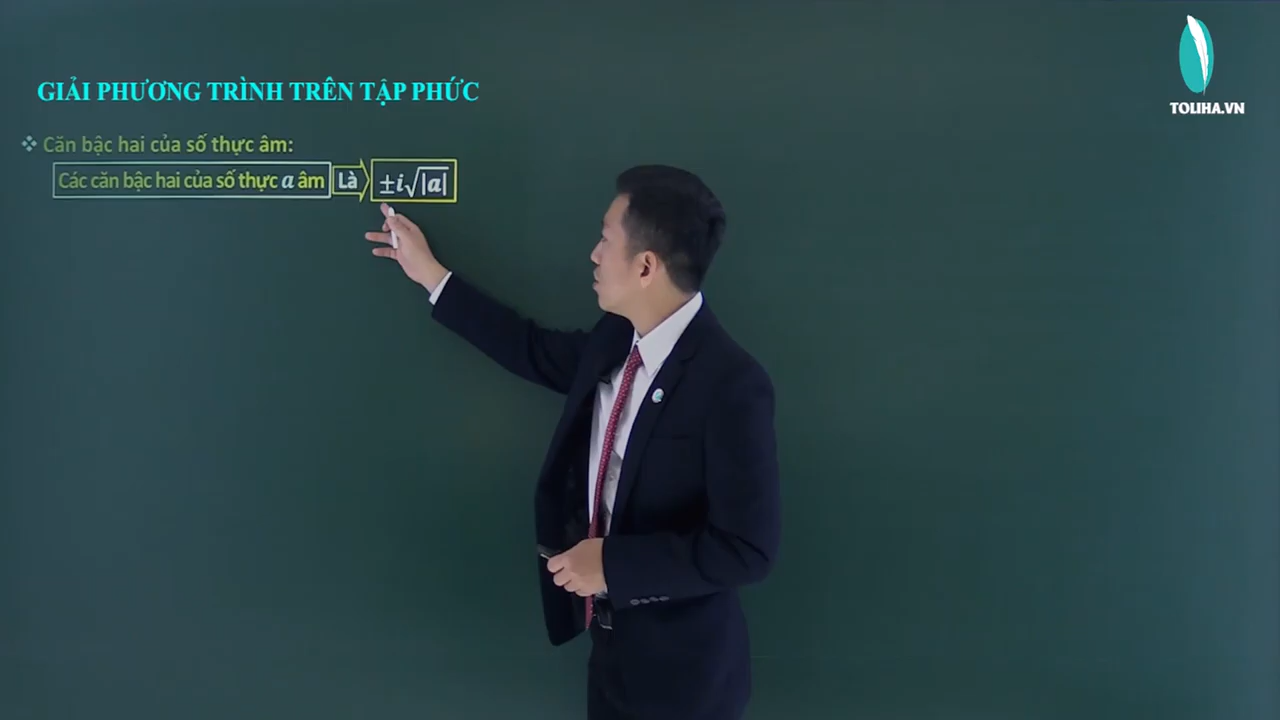 TOLIHA.VN
GIẢI PHƯƠNG TRÌNH TRÊN TẬP PHỨC
❖ Căn bậc hai của số thực âm:
Các căn bậc hai của số thực a âm Là ±i√|a|